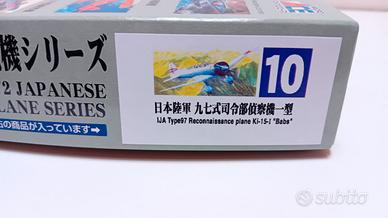 機シリーズ
2 JAPANESE
LANE SERIES
の商品が入っています➡
10
日本陸軍 九七式司令部偵察機一型
IJA Type97 Reconnaissance plane Ki-15-I "Babs"
subito